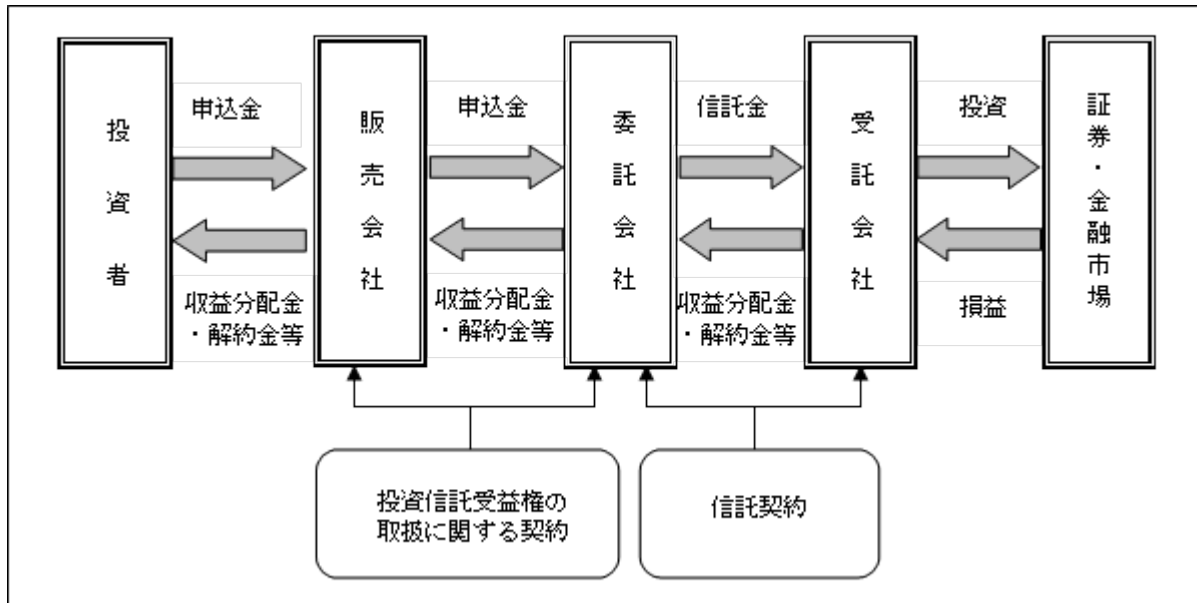 投資者
申込金
収益分配金
・解約金等
販売会社
申込金
収益分配金
・解約金等
委託会社
信託金
収益分配金
・解約金等
受託会社
投資
損益
証券・金融市場
投資信託受益権の
取扱に関する契約
信託契約